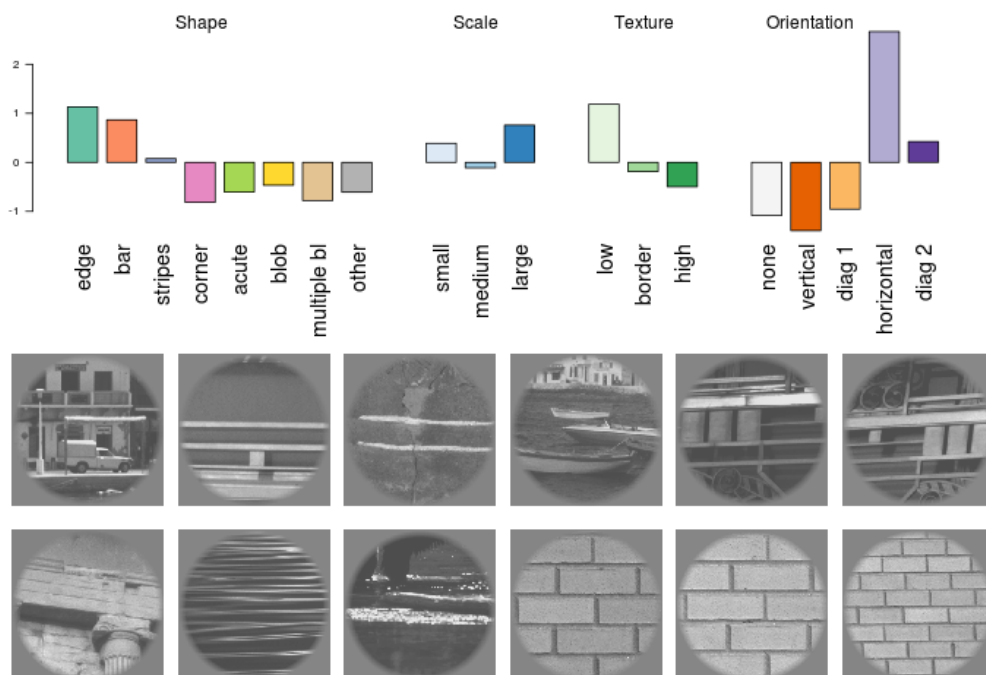 Shape Scale Texture Orientation
2
1
0
-1
edge bar stripes corner acute blob multiple bl other small medium large low border high none vertical diag 1 horizontal diag 2